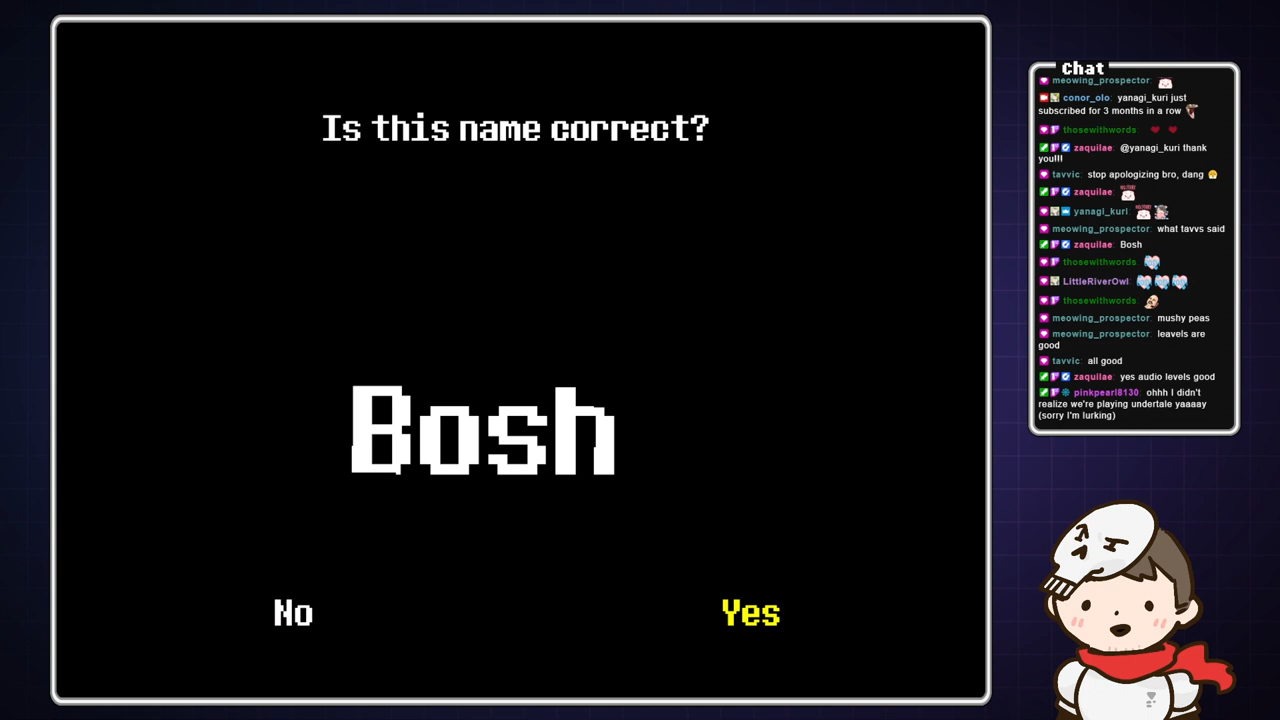 Is this name correct?
Bosh
No
Yes
chat
meowing_prospector:
conor_olo: yanagi_kuri just
subscribed for 3 months in a row
thosewithwords
zaquilae: @yanagi_kuri thank
you!!!
tavvic: stop apologizing bro, dang
zaquilae:
yanagi_kuri:
meowing_prospector: what tavvs said
zaquilae: Bosh
thosewithwords:
LittleRiverOwl:
thosewithwords:
meowing_prospector: mushy peas
meowing_prospector: leavels are
good
tavvic: all good
zaquilae: yes audio levels good
pinkpearl8130: ohhh I didn't
realize we're playing undertale yaaaay
(sorry I'm lurking)